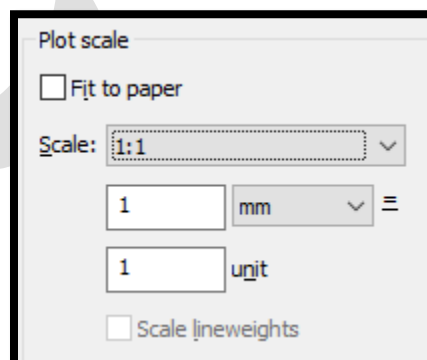 Plot scale
Fit to paper
Scale: 1:1
1 mm =
1 unit
Scale lineweights